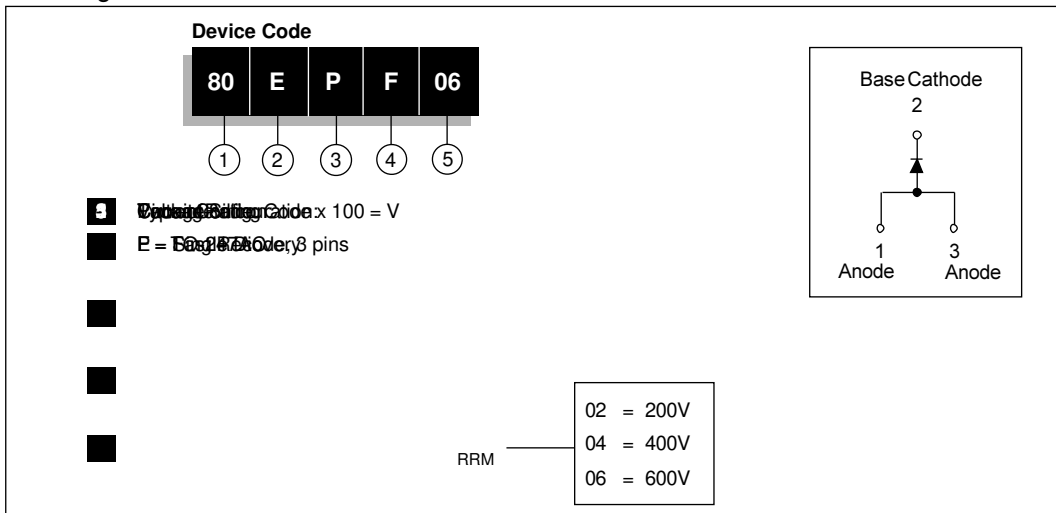 Device Code
80 E P F 06
1 2 3 4 5
x 100 = V
3 pins
RRM
02 = 200V
04 = 400V
06 = 600V
Base Cathode
2
1 3
Anode Anode